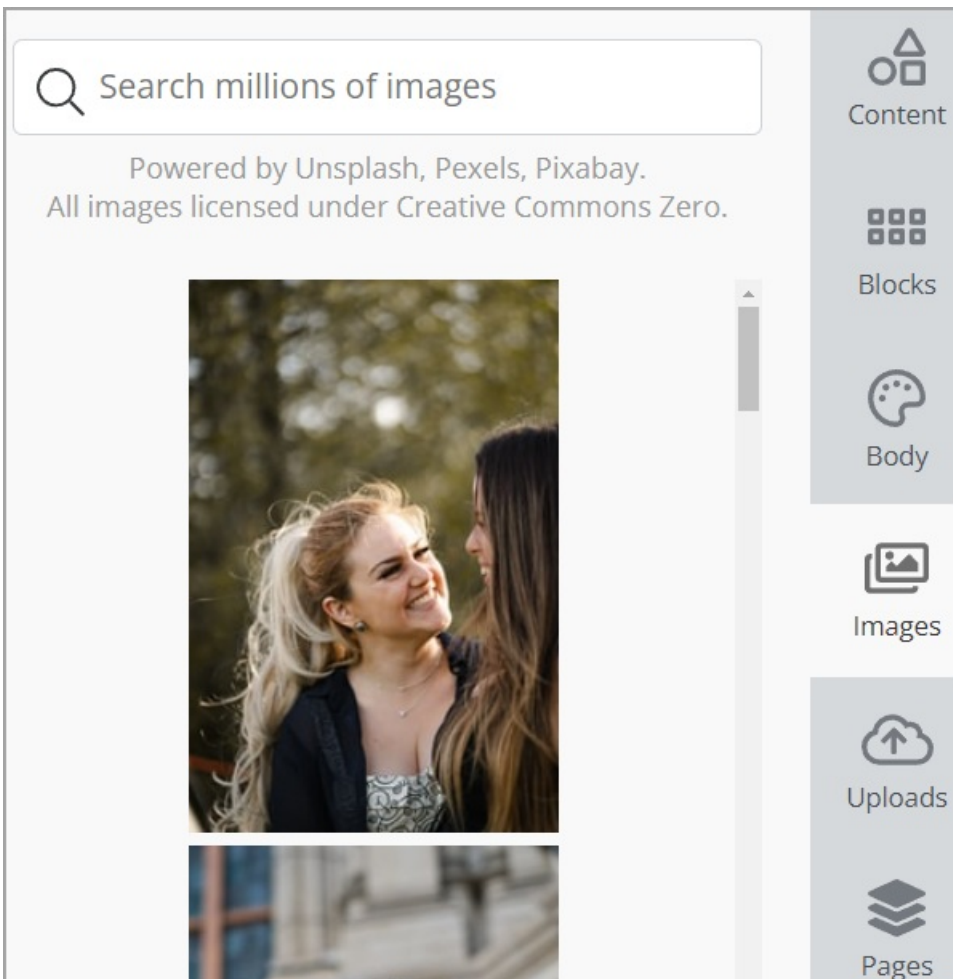 Search millions of images
Powered by Unsplash, Pexels, Pixabay.
All images licensed under Creative Commons Zero.
Content
Blocks
Body
Images
Uploads
Pages